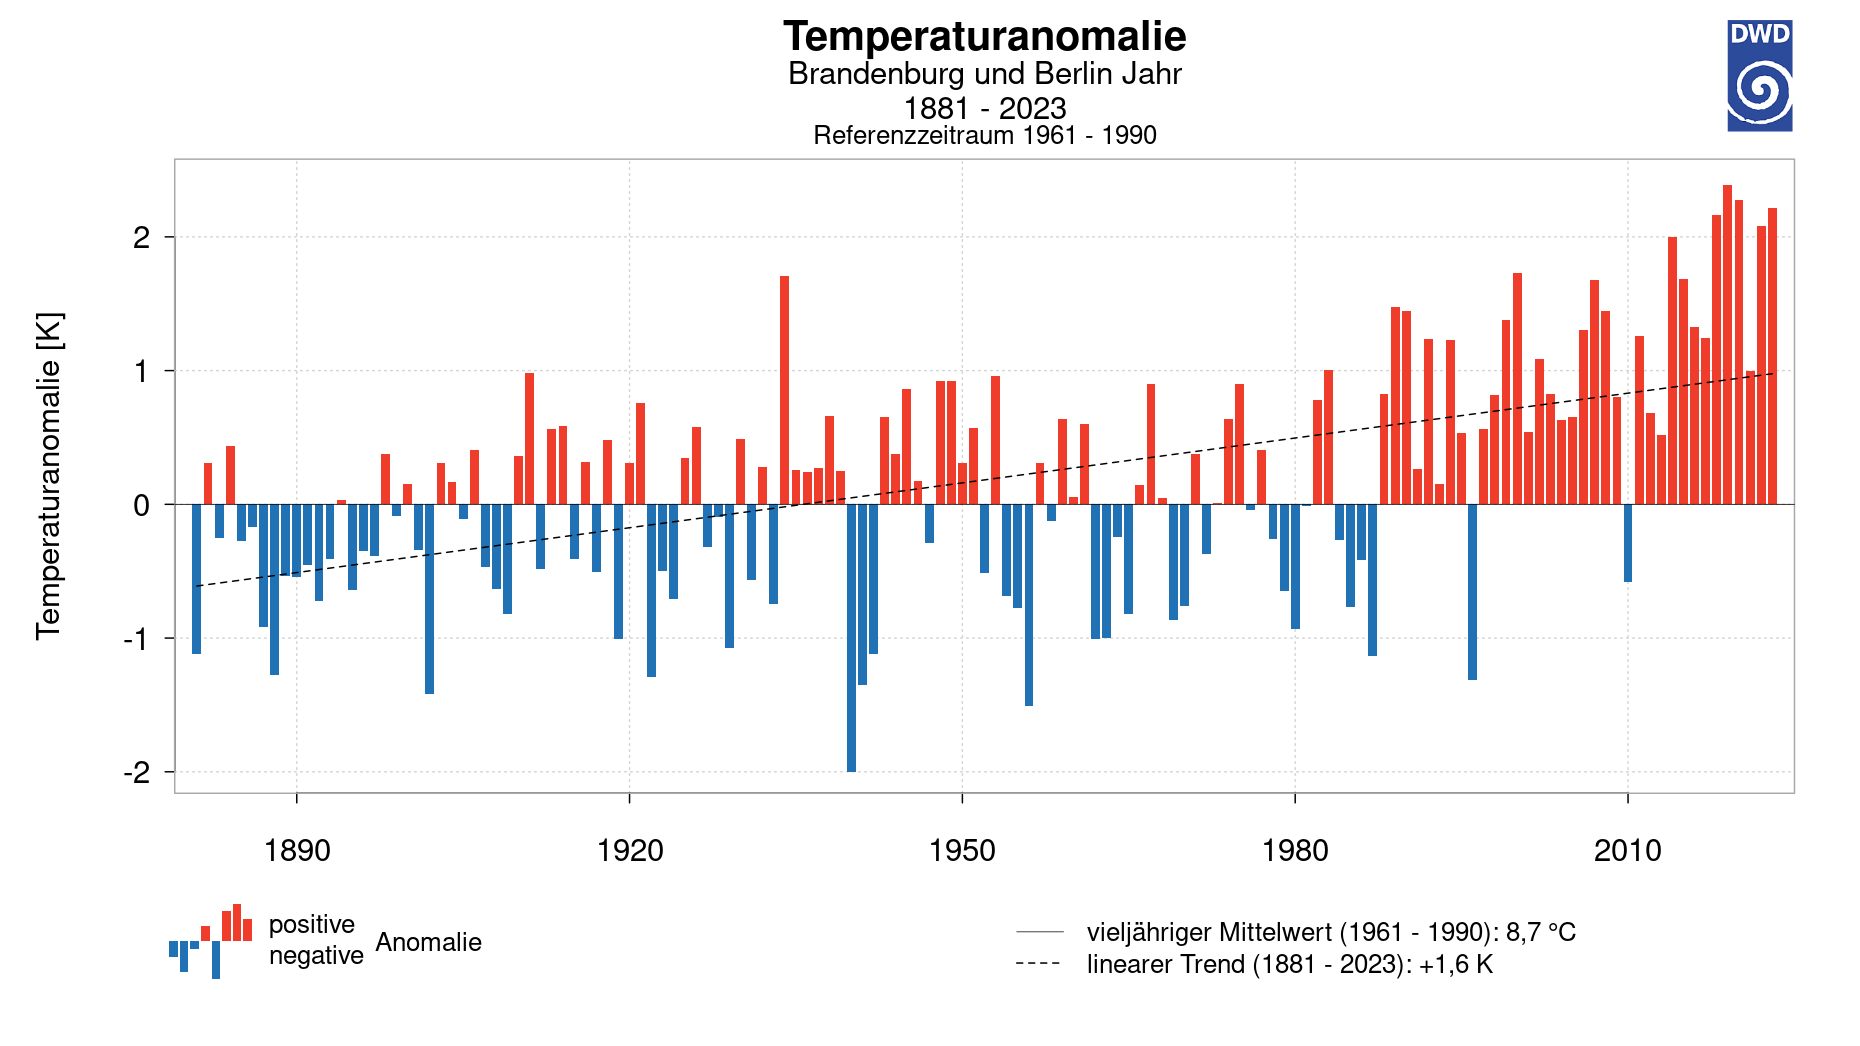 Temperaturanomalie
Brandenburg und Berlin Jahr
1881 - 2023
Referenzzeitraum 1961 - 1990
DWD
Temperaturanomalie [K]
2
1
0
-1
-2
1890
1920
1950
1980
2010
positive
negative
Anomalie
vieljähriger Mittelwert (1961 - 1990): 8,7 °C
linearer Trend (1881 - 2023): +1,6 K